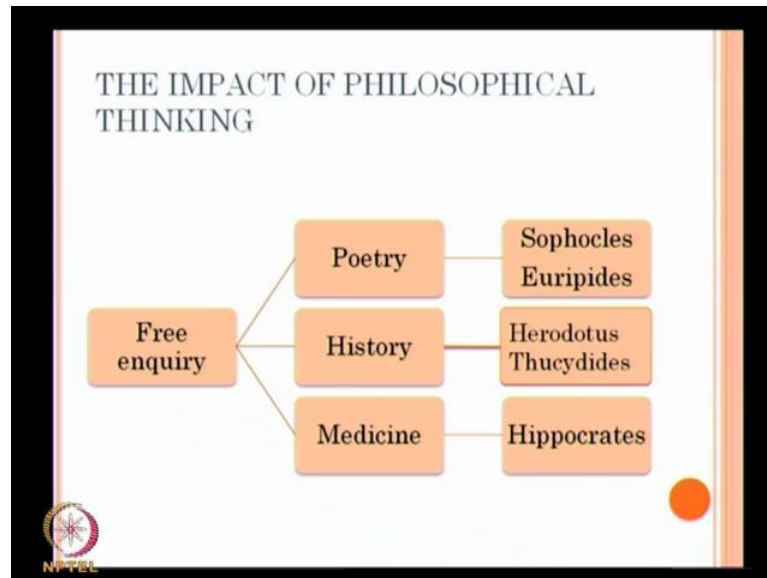 THE IMPACT OF PHILOSOPHICAL
THINKING
Free
enquiry
Poetry
Sophocles
Euripides
History
Herodotus
Thucydides
Medicine
Hippocrates
NPTEL